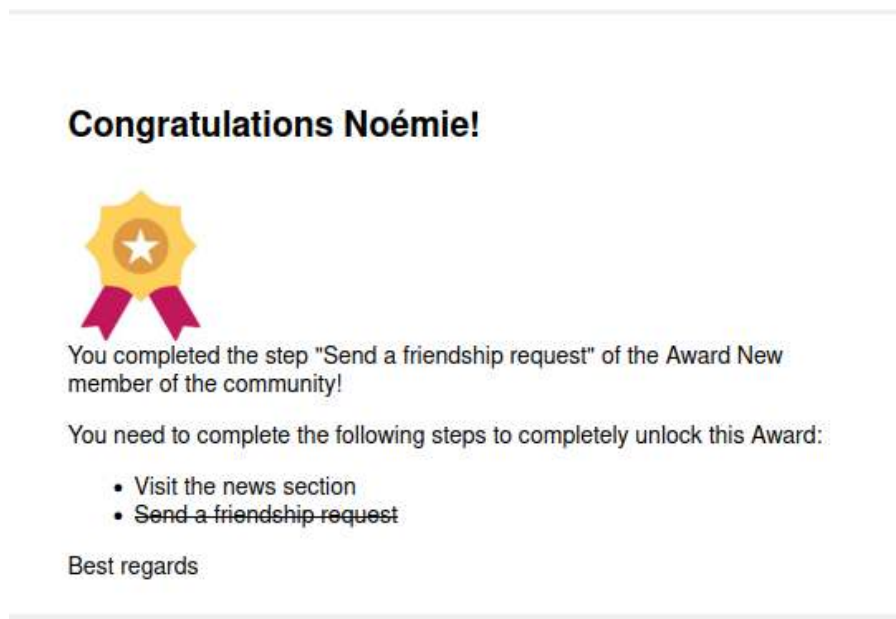 Congratulations Noémie!
You completed the step "Send a friendship request" of the Award New
member of the community!
You need to complete the following steps to completely unlock this Award:
• Visit the news section
• Send a friendship request
Best regards